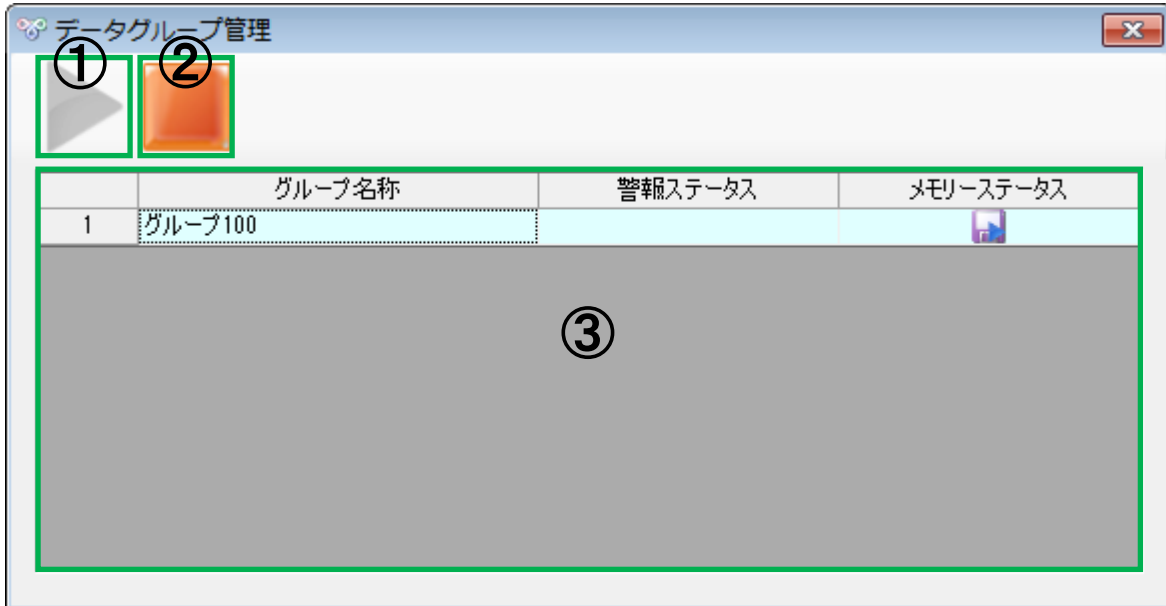 データグループ管理
① ②
グループ名称 警報ステータス メモリーステータス
1 グループ100
③